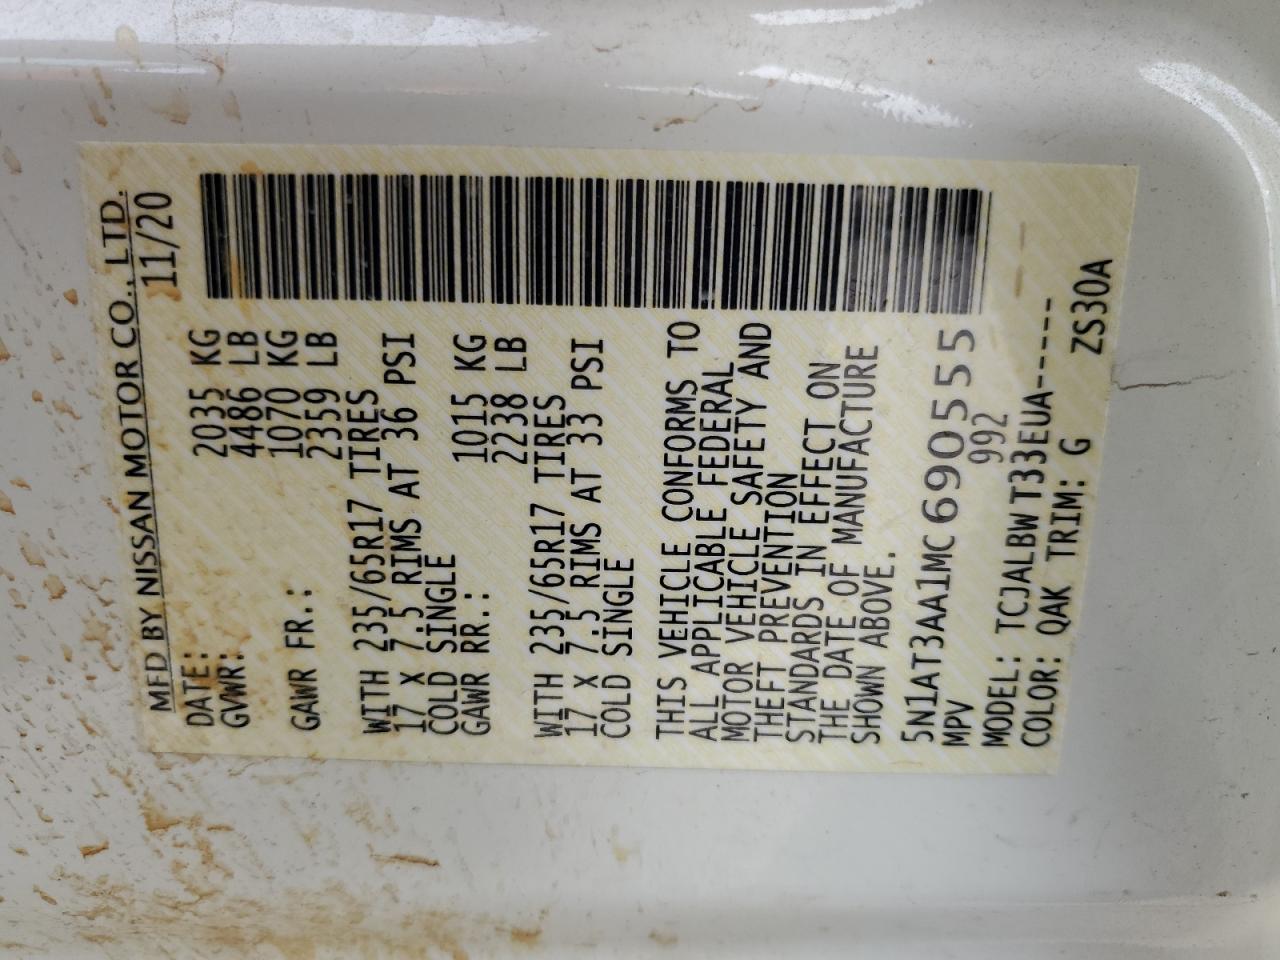 MFD BY NISSAN MOTOR CO., LTD.
DATE: 11/20
GVWR: 2035 KG
4486 LB
GAWR FR.: 1070 KG
2359 LB
WITH 235/65R17 TIRES
17 X 7.5 RIMS AT 36 PSI
COLD SINGLE
GAWR RR.: 1015 KG
2238 LB
WITH 235/65R17 TIRES
17 X 7.5 RIMS AT 33 PSI
COLD SINGLE
THIS VEHICLE CONFORMS TO
ALL APPLICABLE FEDERAL
MOTOR VEHICLE SAFETY AND
THEFT PREVENTION
STANDARDS IN EFFECT ON
THE DATE OF MANUFACTURE
SHOWN ABOVE.
5N1AT3AA1MC690555
MPV 992
MODEL: TCJALBW T33EUA-----
COLOR: QAK TRIM: G ZS30A